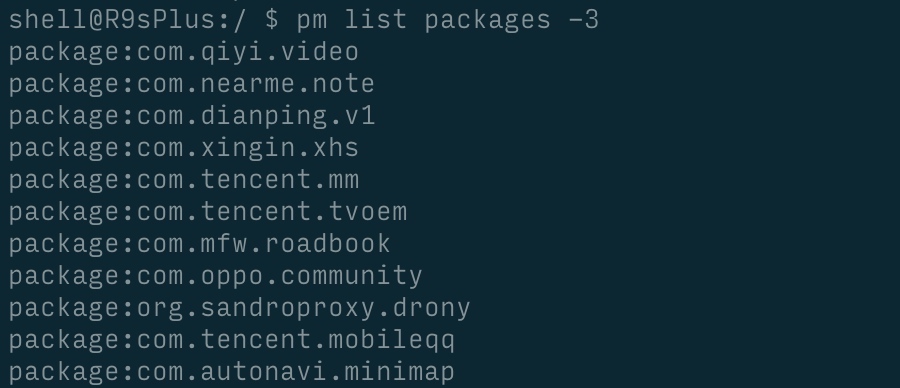 shell@R9sPlus:/ $ pm list packages -3
package:com.qiyi.video
package:com.nearme.note
package:com.dianping.v1
package:com.xingin.xhs
package:com.tencent.mm
package:com.tencent.tvoem
package:com.mfw.roadbook
package:com.oppo.community
package:org.sandroproxy.drony
package:com.tencent.mobileqq
package:com.autonavi.minimap